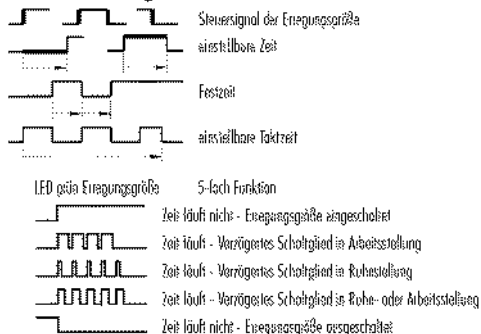 Steuersignal der Erregungsgröße
einstellbare Zeit
Festzeit
einstellbare Taktzeit
LED grün Erregungsgröße 5-fach Funktion
Zeit läuft nicht - Erregungsgröße eingeschaltet
Zeit läuft - Verzögertes Schaltglied in Arbeitsstellung
Zeit läuft - Verzögertes Schaltglied in Ruhestellung
Zeit läuft - Verzögertes Schaltglied in Ruhe- oder Arbeitsstellung
Zeit läuft nicht - Erregungsgröße ausgeschaltet